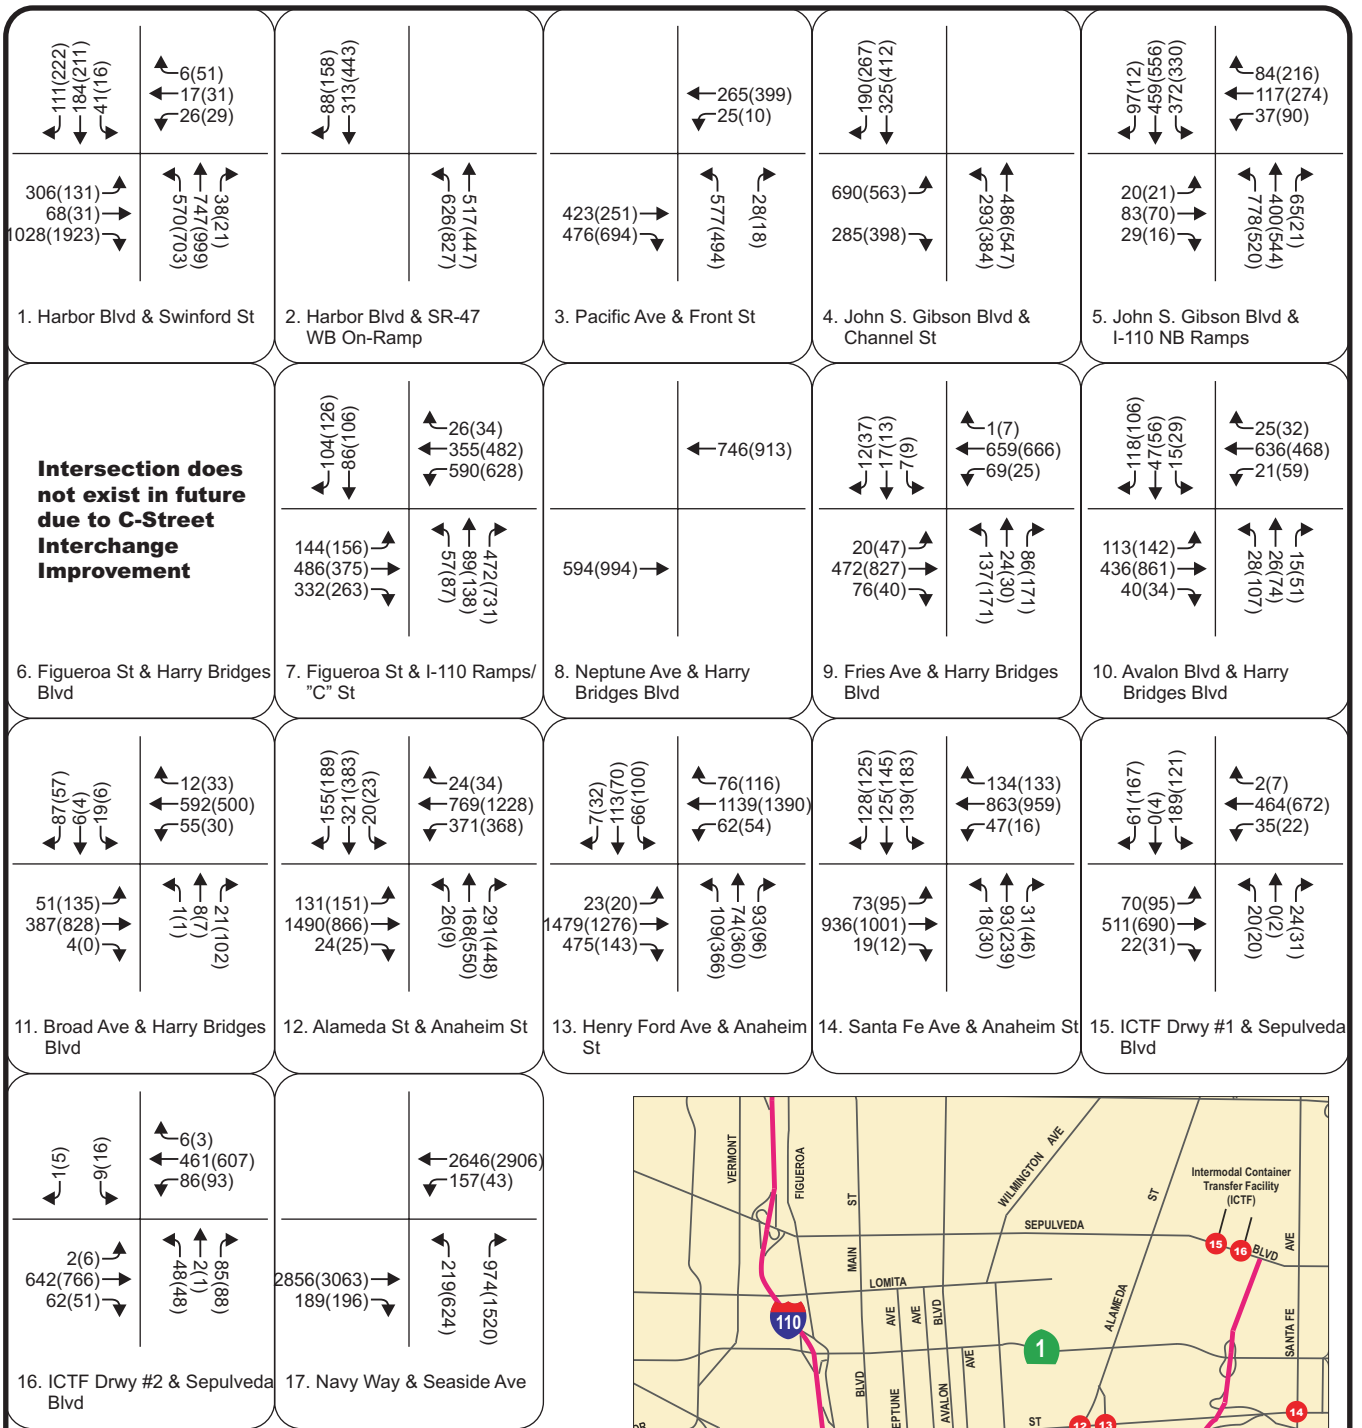 111(222)
184(211)
41(16)
6(51)
17(31)
26(29)
306(131)
68(31)
1028(1923)
570(703)
747(999)
38(21)
1. Harbor Blvd & Swinford St
88(158)
313(443)
626(827)
517(447)
2. Harbor Blvd & SR-47
WB On-Ramp
265(399)
25(10)
423(251)
476(694)
577(494)
28(18)
3. Pacific Ave & Front St
190(267)
325(412)
690(563)
285(398)
293(384)
486(547)
4. John S. Gibson Blvd &
Channel St
97(12)
459(556)
372(330)
84(216)
117(274)
37(90)
20(21)
83(70)
29(16)
778(520)
400(544)
65(21)
5. John S. Gibson Blvd &
I-110 NB Ramps
Intersection does
not exist in future
due to C-Street
Interchange
Improvement
6. Figueroa St & Harry Bridges
Blvd
104(126)
86(106)
26(34)
355(482)
590(628)
144(156)
486(375)
332(263)
57(87)
89(138)
472(731)
7. Figueroa St & I-110 Ramps/
"C" St
746(913)
594(994)
8. Neptune Ave & Harry
Bridges Blvd
12(37)
17(13)
7(9)
1(7)
659(666)
69(25)
20(47)
472(827)
76(40)
137(171)
24(30)
86(171)
9. Fries Ave & Harry Bridges
Blvd
118(106)
47(56)
15(29)
25(32)
636(468)
21(59)
113(142)
436(861)
40(34)
28(107)
26(74)
15(51)
10. Avalon Blvd & Harry
Bridges Blvd
87(57)
6(4)
19(6)
12(33)
592(500)
55(30)
51(135)
387(828)
4(0)
1(1)
8(7)
21(102)
11. Broad Ave & Harry Bridges
Blvd
155(189)
321(383)
20(23)
24(34)
769(1228)
371(368)
131(151)
1490(866)
24(25)
26(9)
198(550)
291(448)
12. Alameda St & Anaheim St
7(32)
113(70)
66(100)
76(116)
1139(1390)
62(54)
23(20)
1479(1276)
475(143)
109(366)
74(360)
93(96)
13. Henry Ford Ave & Anaheim
St
128(125)
125(145)
139(183)
134(133)
863(959)
47(16)
73(95)
936(1001)
19(12)
18(30)
93(239)
31(46)
14. Santa Fe Ave & Anaheim St
61(167)
0(4)
189(121)
2(7)
464(672)
35(22)
70(95)
511(690)
22(31)
20(20)
0(2)
24(31)
15. ICTF Drwy #1 & Sepulveda
Blvd
1(5)
9(16)
6(3)
461(607)
86(93)
2(6)
642(766)
62(51)
48(48)
2(1)
85(88)
16. ICTF Drwy #2 & Sepulveda
Blvd
2646(2906)
157(43)
2856(3063)
189(196)
219(624)
974(1520)
17. Navy Way & Seaside Ave
VERMONT
FIGUEROA
ST
MAIN
BLVD
WILMINGTON AVE
ST
ALAMEDA
Intermodal Container
Transfer Facility
(ICTF)
SEPULVEDA
BLVD
15
16
AVE
SANTA FE
LOMITA
110
AVE
AVE
BLVD
AVE
AVALON
1
ST
12
13
14